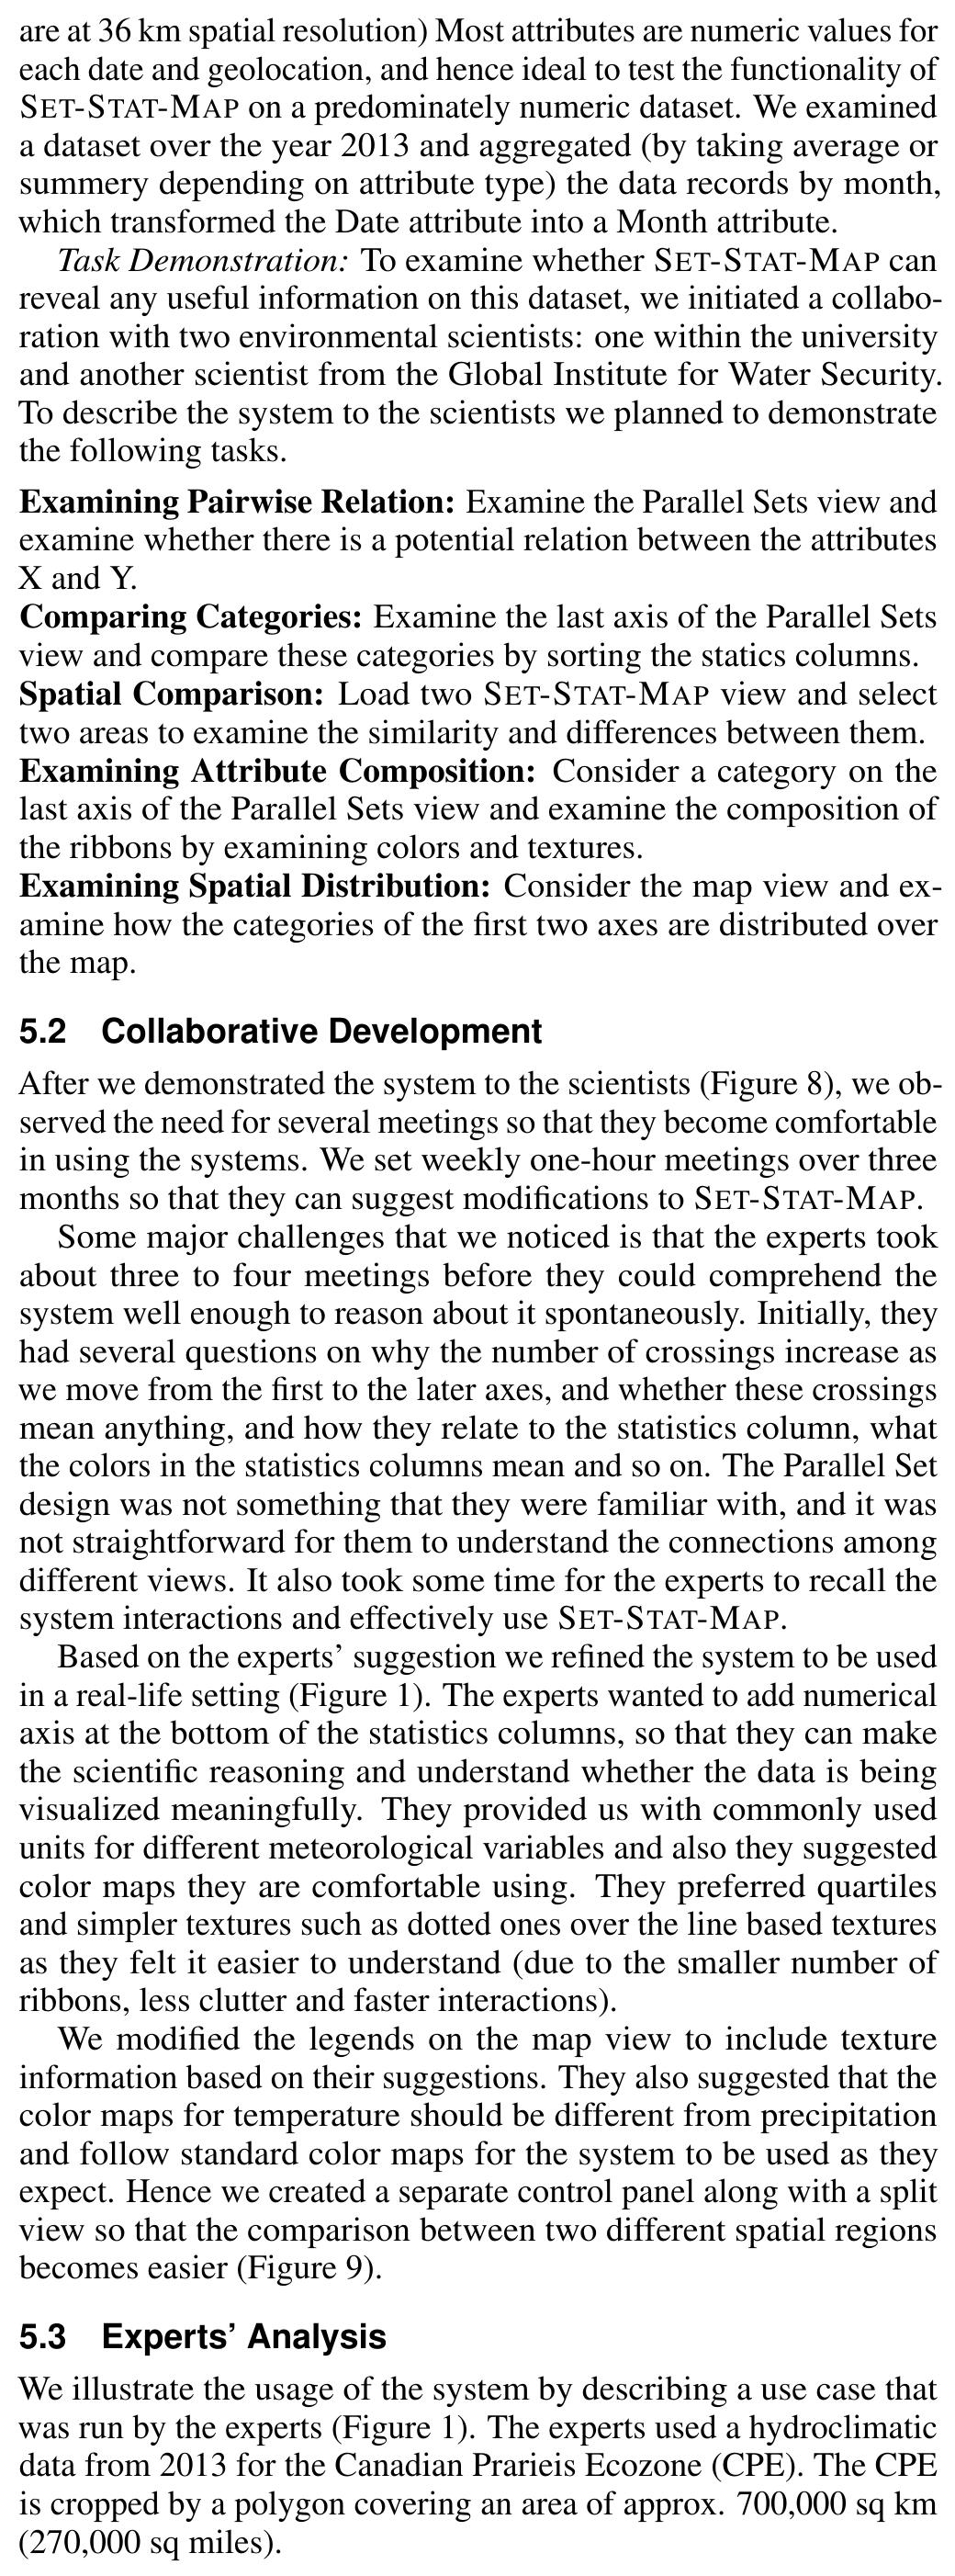 are at 36 km spatial resolution) Most attributes are numeric values for
each date and geolocation, and hence ideal to test the functionality of
SET-STAT-MAP on a predominately numeric dataset. We examined
a dataset over the year 2013 and aggregated (by taking average or
summery depending on attribute type) the data records by month,
which transformed the Date attribute into a Month attribute.
Task Demonstration: To examine whether SET-STAT-MAP can
reveal any useful information on this dataset, we initiated a collabo-
ration with two environmental scientists: one within the university
and another scientist from the Global Institute for Water Security.
To describe the system to the scientists we planned to demonstrate
the following tasks.
Examining Pairwise Relation: Examine the Parallel Sets view and
examine whether there is a potential relation between the attributes
X and Y.
Comparing Categories: Examine the last axis of the Parallel Sets
view and compare these categories by sorting the statics columns.
Spatial Comparison: Load two SET-STAT-MAP view and select
two areas to examine the similarity and differences between them.
Examining Attribute Composition: Consider a category on the
last axis of the Parallel Sets view and examine the composition of
the ribbons by examining colors and textures.
Examining Spatial Distribution: Consider the map view and ex-
amine how the categories of the first two axes are distributed over
the map.
5.2 Collaborative Development
After we demonstrated the system to the scientists (Figure 8), we ob-
served the need for several meetings so that they become comfortable
in using the systems. We set weekly one-hour meetings over three
months so that they can suggest modifications to SET-STAT-MAP.
Some major challenges that we noticed is that the experts took
about three to four meetings before they could comprehend the
system well enough to reason about it spontaneously. Initially, they
had several questions on why the number of crossings increase as
we move from the first to the later axes, and whether these crossings
mean anything, and how they relate to the statistics column, what
the colors in the statistics columns mean and so on. The Parallel Set
design was not something that they were familiar with, and it was
not straightforward for them to understand the connections among
different views. It also took some time for the experts to recall the
system interactions and effectively use SET-STAT-MAP.
Based on the experts' suggestion we refined the system to be used
in a real-life setting (Figure 1). The experts wanted to add numerical
axis at the bottom of the statistics columns, so that they can make
the scientific reasoning and understand whether the data is being
visualized meaningfully. They provided us with commonly used
units for different meteorological variables and also they suggested
color maps they are comfortable using. They preferred quartiles
and simpler textures such as dotted ones over the line based textures
as they felt it easier to understand (due to the smaller number of
ribbons, less clutter and faster interactions).
We modified the legends on the map view to include texture
information based on their suggestions. They also suggested that the
color maps for temperature should be different from precipitation
and follow standard color maps for the system to be used as they
expect. Hence we created a separate control panel along with a split
view so that the comparison between two different spatial regions
becomes easier (Figure 9).
5.3 Experts' Analysis
We illustrate the usage of the system by describing a use case that
was run by the experts (Figure 1). The experts used a hydroclimatic
data from 2013 for the Canadian Prarieis Ecozone (CPE). The CPE
is cropped by a polygon covering an area of approx. 700,000 sq km
(270,000 sq miles).